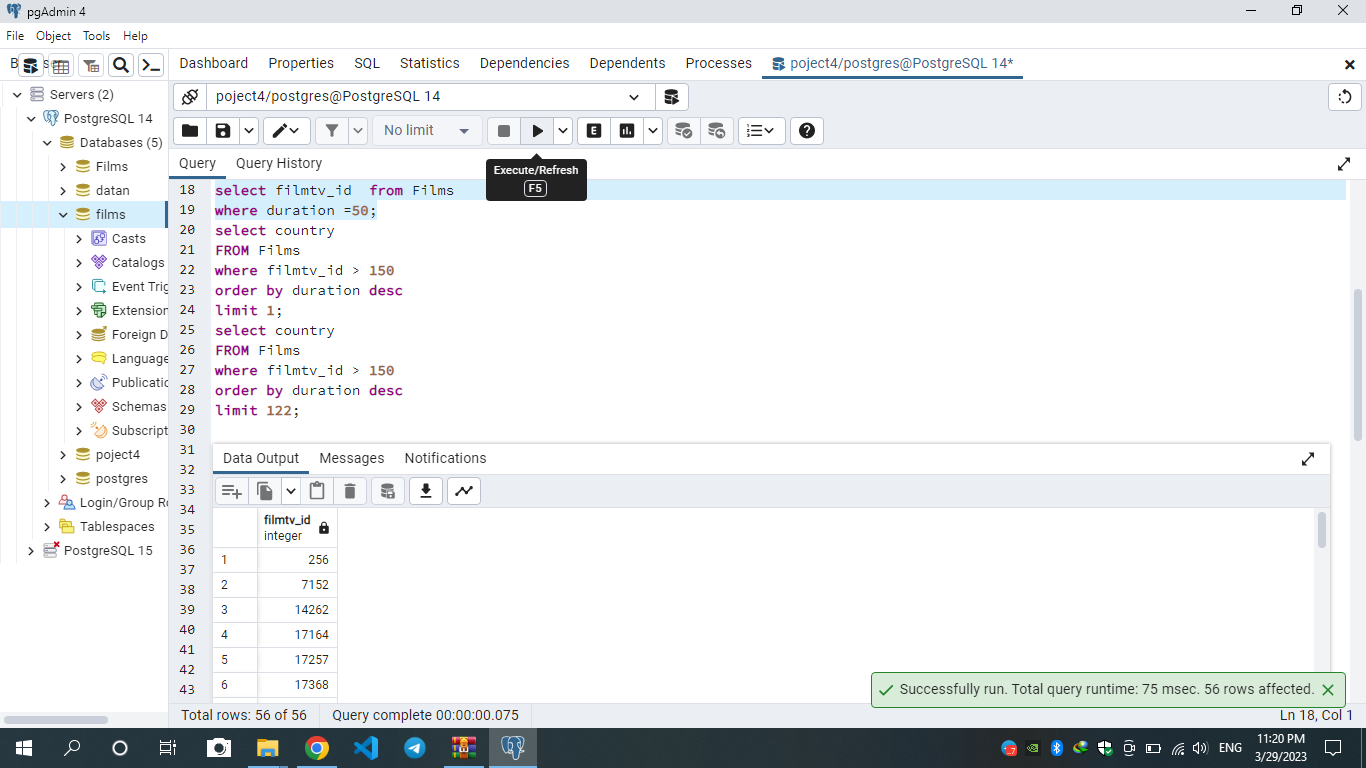 pgAdmin 4
File Object Tools Help
Dashboard Properties SQL Statistics Dependencies Dependents Processes poject4/postgres@PostgreSQL 14*
poject4/postgres@PostgreSQL 14
No limit
E
Query Query History
Execute/Refresh
F5
Servers (2)
PostgreSQL 14
Databases (5)
Films
datan
films
Casts
Catalogs
Event Trig
Extension
Foreign D
Language
Publicatio
Schemas
Subscript
poject4
postgres
Login/Group Ro
Tablespaces
PostgreSQL 15
18 select filmtv_id from Films
19 where duration =50;
20 select country
21 FROM Films
22 where filmtv_id > 150
23 order by duration desc
24 limit 1;
25 select country
26 FROM Films
27 where filmtv_id > 150
28 order by duration desc
29 limit 122;
30
31
32
33
34
35
36
37
38
39
40
41
42
43
Data Output Messages Notifications
filmtv_id
integer
1 256
2 7152
3 14262
4 17164
5 17257
6 17368
Successfully run. Total query runtime: 75 msec. 56 rows affected.
Total rows: 56 of 56 Query complete 00:00:00.075 Ln 18, Col 1
ENG
11:20 PM
3/29/2023